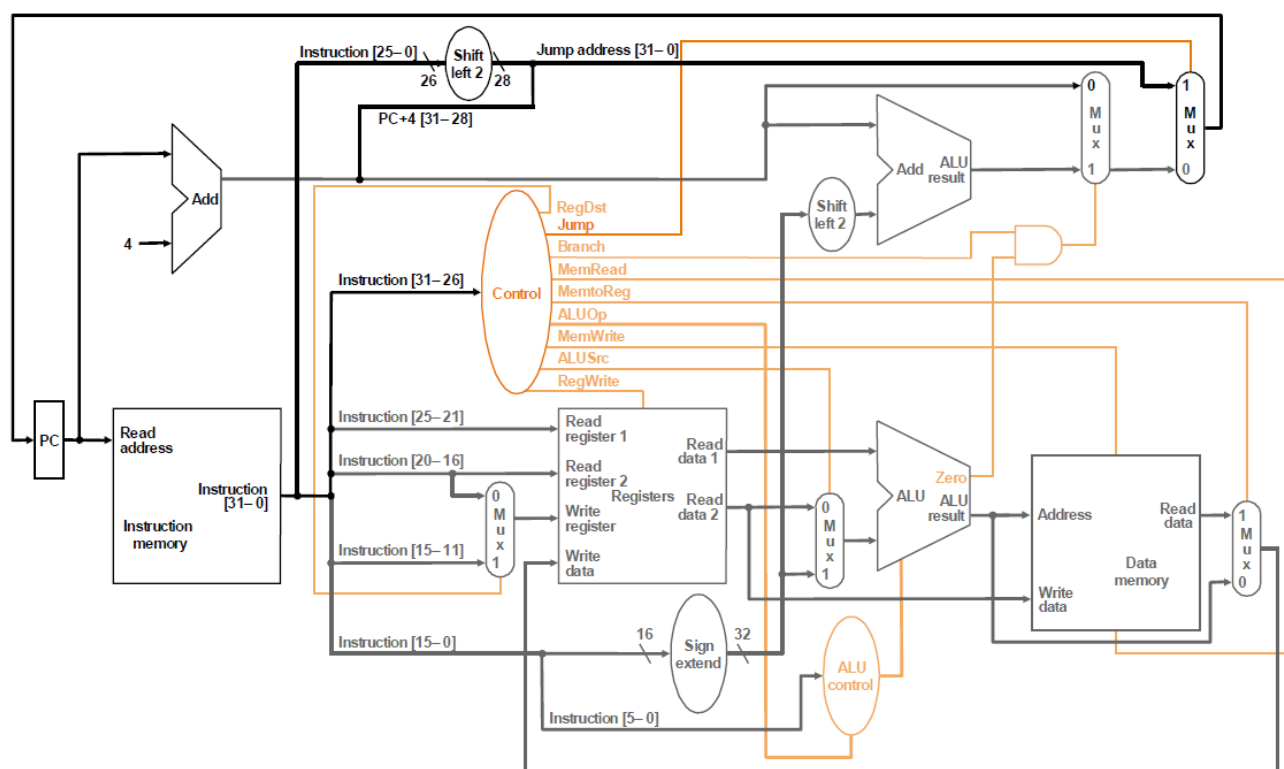 Instruction [25– 0]
Shift
left 2
Jump address [31– 0]
26
28
PC+4 [31– 28]
Add
4
0
M
u
x
1
1
M
u
x
0
Add
ALU
result
Shift
left 2
RegDst
Jump
Branch
MemRead
MemtoReg
ALUOp
MemWrite
ALUSrc
RegWrite
Control
Instruction [31– 26]
PC
Read
address
Instruction
[31– 0]
Instruction
memory
Instruction [25– 21]
Instruction [20– 16]
Instruction [15– 11]
Instruction [15– 0]
Instruction [5– 0]
0
M
u
x
1
Read
register 1
Read
register 2
Write
register
Write
data
Registers
Read
data 1
Read
data 2
0
M
u
x
1
Zero
ALU
ALU
result
Address
Write
data
Read
data
Data
memory
1
M
u
x
0
16
Sign
extend
32
ALU
control